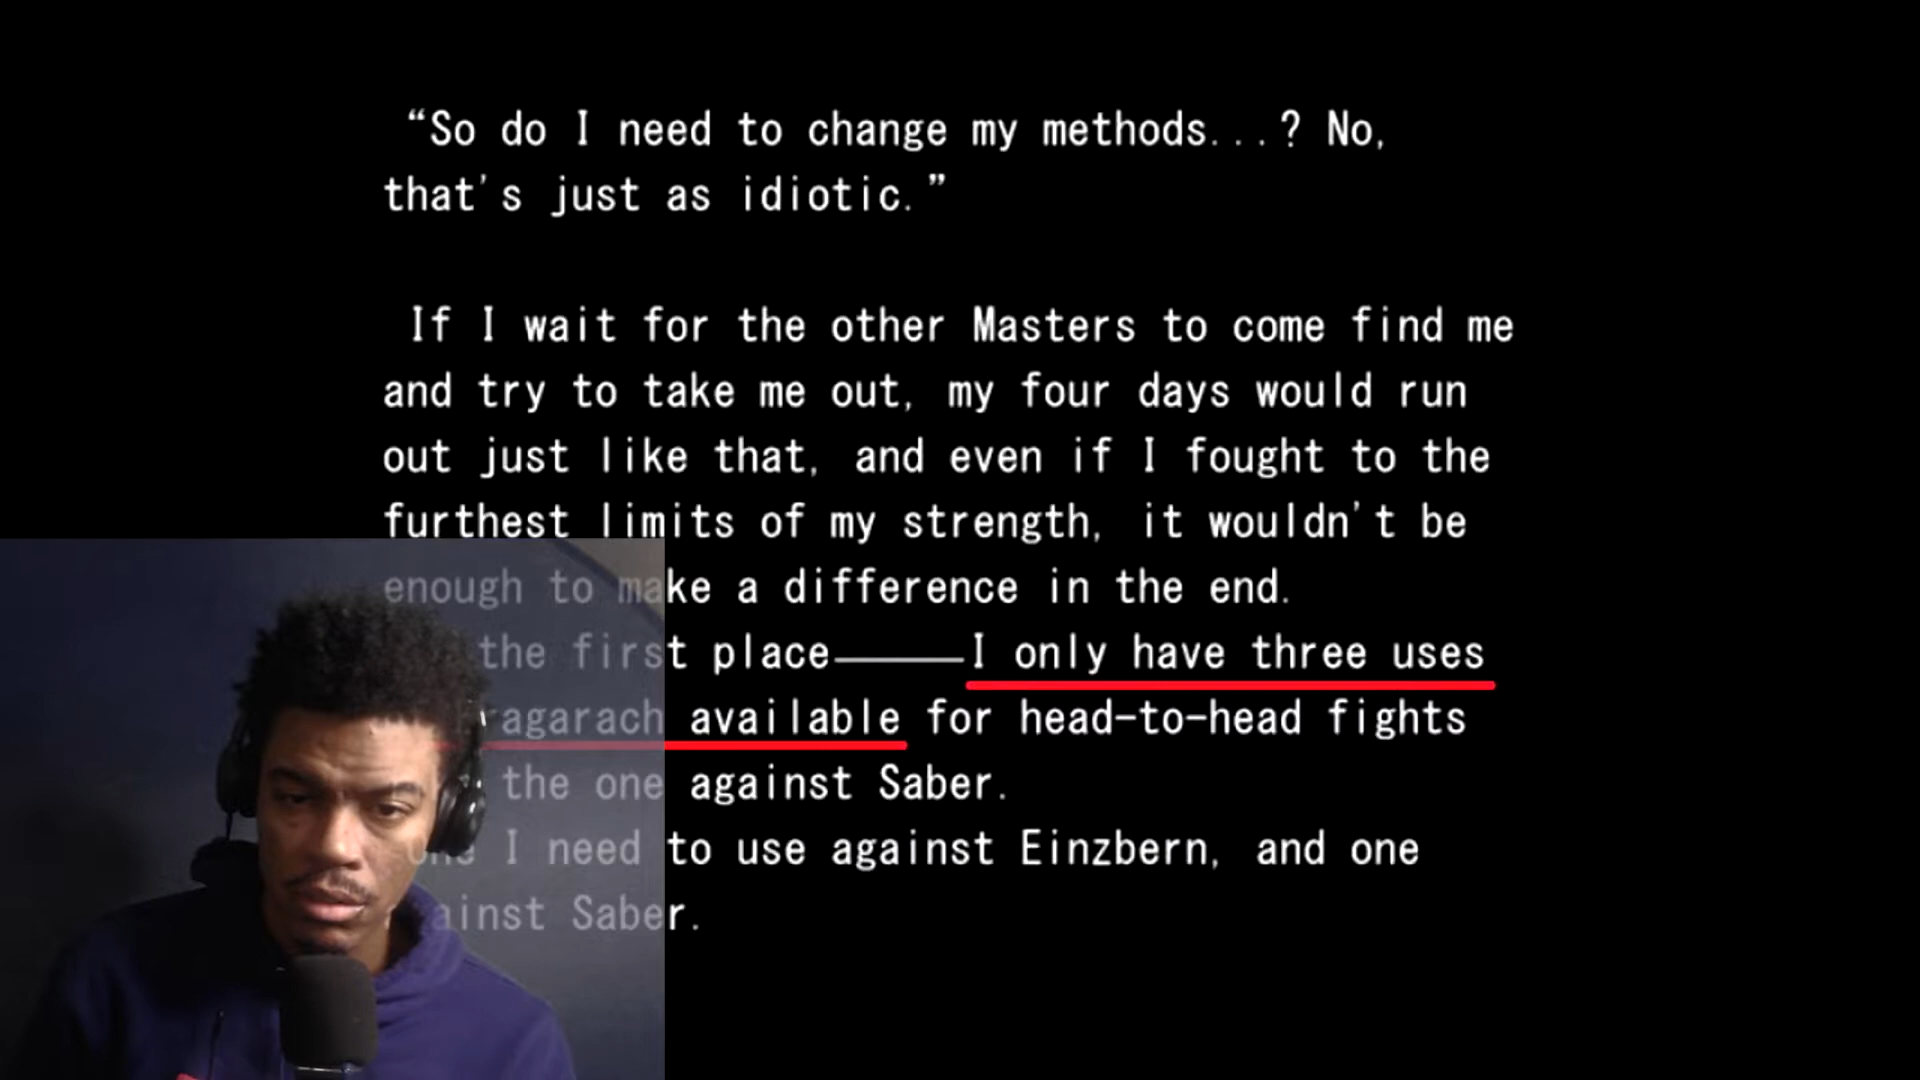 “So do I need to change my methods...? No,
that's just as idiotic.”
If I wait for the other Masters to come find me
and try to take me out, my four days would run
out just like that, and even if I fought to the
furthest limits of my strength, it wouldn't be
enough to make a difference in the end.
the first place―――I only have three uses
ragarach available for head-to-head fights
the one against Saber.
One I need to use against Einzbern, and one
against Saber.